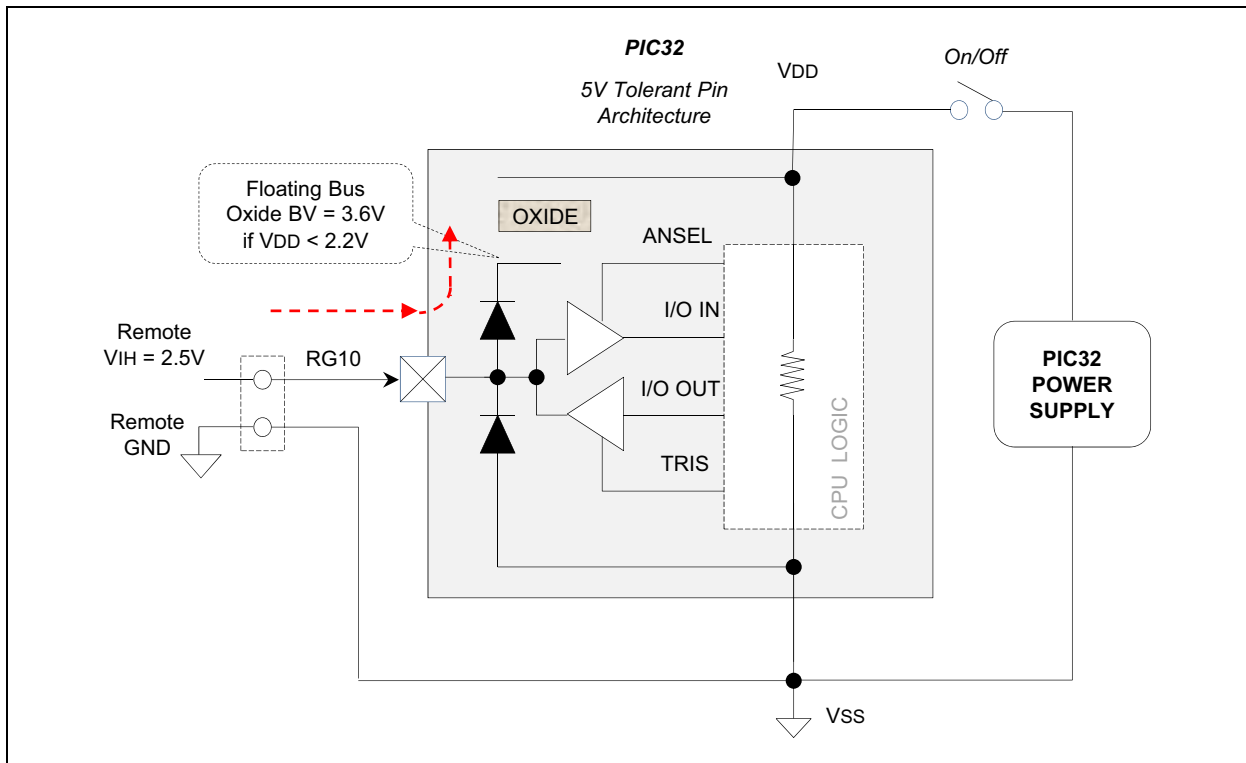 PIC32
5V Tolerant Pin
Architecture
VDD
On/Off
Floating Bus
Oxide BV = 3.6V
if VDD < 2.2V
OXIDE
ANSEL
I/O IN
Remote
VIH = 2.5V
RG10
I/O OUT
Remote
GND
TRIS
CPU LOGIC
PIC32
POWER
SUPPLY
VSS